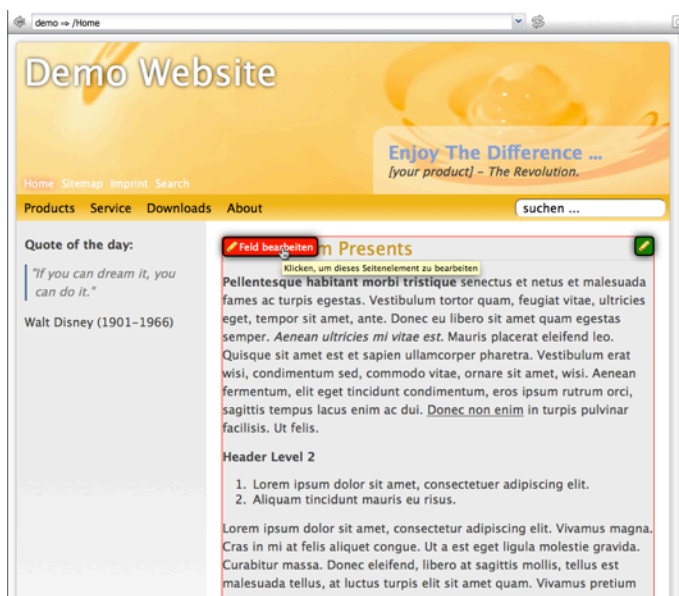 demo ⇒ /Home
Demo Website
Enjoy The Difference ...
[your product] – The Revolution.
Home Sitemap Imprint Search
Products Service Downloads About
suchen ...
Quote of the day:
"If you can dream it, you
can do it."
Walt Disney (1901–1966)
Feld bearbeiten
Presents
Klicken, um dieses Seitenelement zu bearbeiten
Pellentesque habitant morbi tristique senectus et netus et malesuada
fames ac turpis egestas. Vestibulum tortor quam, feugiat vitae, ultricies
eget, tempor sit amet, ante. Donec eu libero sit amet quam egestas
semper. Aenean ultricies mi vitae est. Mauris placerat eleifend leo.
Quisque sit amet est et sapien ullamcorper pharetra. Vestibulum erat
wisi, condimentum sed, commodo vitae, ornare sit amet, wisi. Aenean
fermentum, elit eget tincidunt condimentum, eros ipsum rutrum orci,
sagittis tempus lacus enim ac dui. Donec non enim in turpis pulvinar
facilisis. Ut felis.
Header Level 2
1. Lorem ipsum dolor sit amet, consectetuer adipiscing elit.
2. Aliquam tincidunt mauris eu risus.
Lorem ipsum dolor sit amet, consectetur adipiscing elit. Vivamus magna.
Cras in mi at felis aliquet congue. Ut a est eget ligula molestie gravida.
Curabitur massa. Donec eleifend, libero at sagittis mollis, tellus est
malesuada tellus, at luctus turpis elit sit amet quam. Vivamus pretium